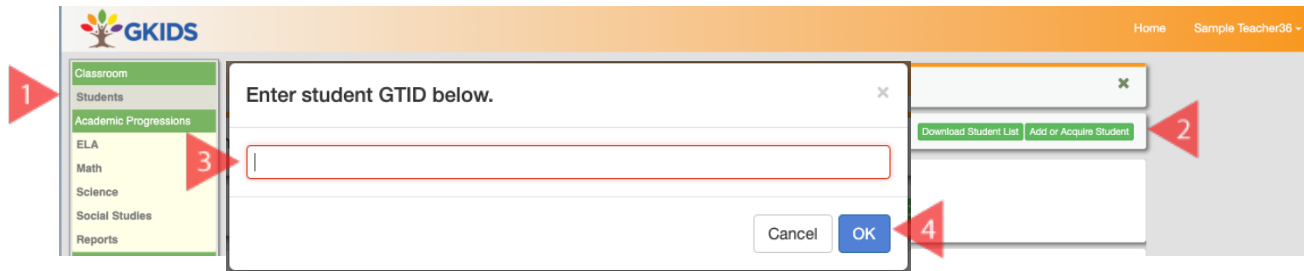 GKIDS
Home
Sample Teacher36
Classroom
1
Students
Academic Progressions
ELA
Math
Science
Social Studies
Reports
Enter student GTID below.
×
3
Cancel
OK
4
×
Download Student List
Add or Acquire Student
2